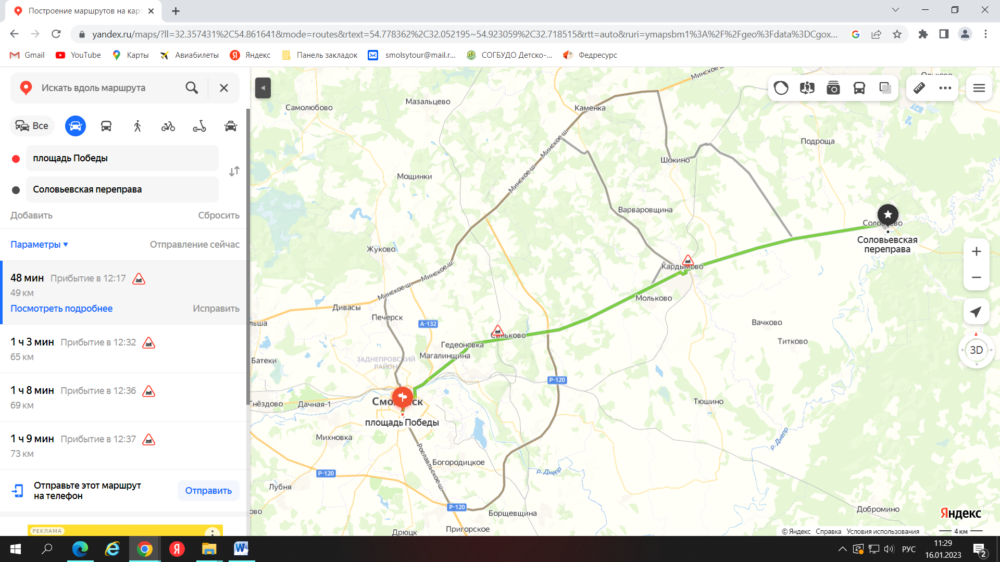 Построение маршрутов на карт
yandex.ru/maps/?ll=32.357431%2C54.861641&mode=routes&rtext=54.778362%2C32.052195~54.923059%2C32.718515&rtt=auto&ruri=ymapsbm1%3A%2F%2Fgeo%3Fdata%3DCgox...
Gmail
YouTube
Карты
Авиабилеты
Яндекс
Панель закладок
smolsytour@mail.r...
СОГБУДО Детско-...
Федресурс
Искать вдоль маршрута
Все
площадь Победы
Соловьевская переправа
Добавить
Сбросить
Параметры
Отправление сейчас
48 мин Прибытие в 12:17
49 км
Посмотреть подробнее
Исправить
1 ч 3 мин Прибытие в 12:32
65 км
1 ч 8 мин Прибытие в 12:36
69 км
1 ч 9 мин Прибытие в 12:37
73 км
Отправьте этот маршрут
на телефон
Отправить
РЕКЛАМА
Минское ш.
Мазальцево
Самолюбово
Каменка
Минское ш.
Подроща
Шокино
Минское ш.
Мощинки
Варваровщина
Соловьево
Соловьевская
переправа
Жуково
Кардымово
Минское ш.
Минское ш.
Мольково
Дивасы
Печерск
А-132
льша
Вачково
Синьково
Титково
Гедеоновка
Магалинщина
ЗАДНЕПРОВСКИЙ
РАЙОН
Батеки
Р-120
Смоленск
Гнёздово
Дачная-1
Тюшино
площадь Победы
Михновка
р. Днепр
Рославльское ш.
Богородицкое
Р-120
р. Днепр
Лубня
Р-120
Борщевщина
ово
Добромино
Пригорское
Дрюцк
3D
Яндекс
© Яндекс Справка Условия использования
4 км
РУС
11:29
16.01.2023
2